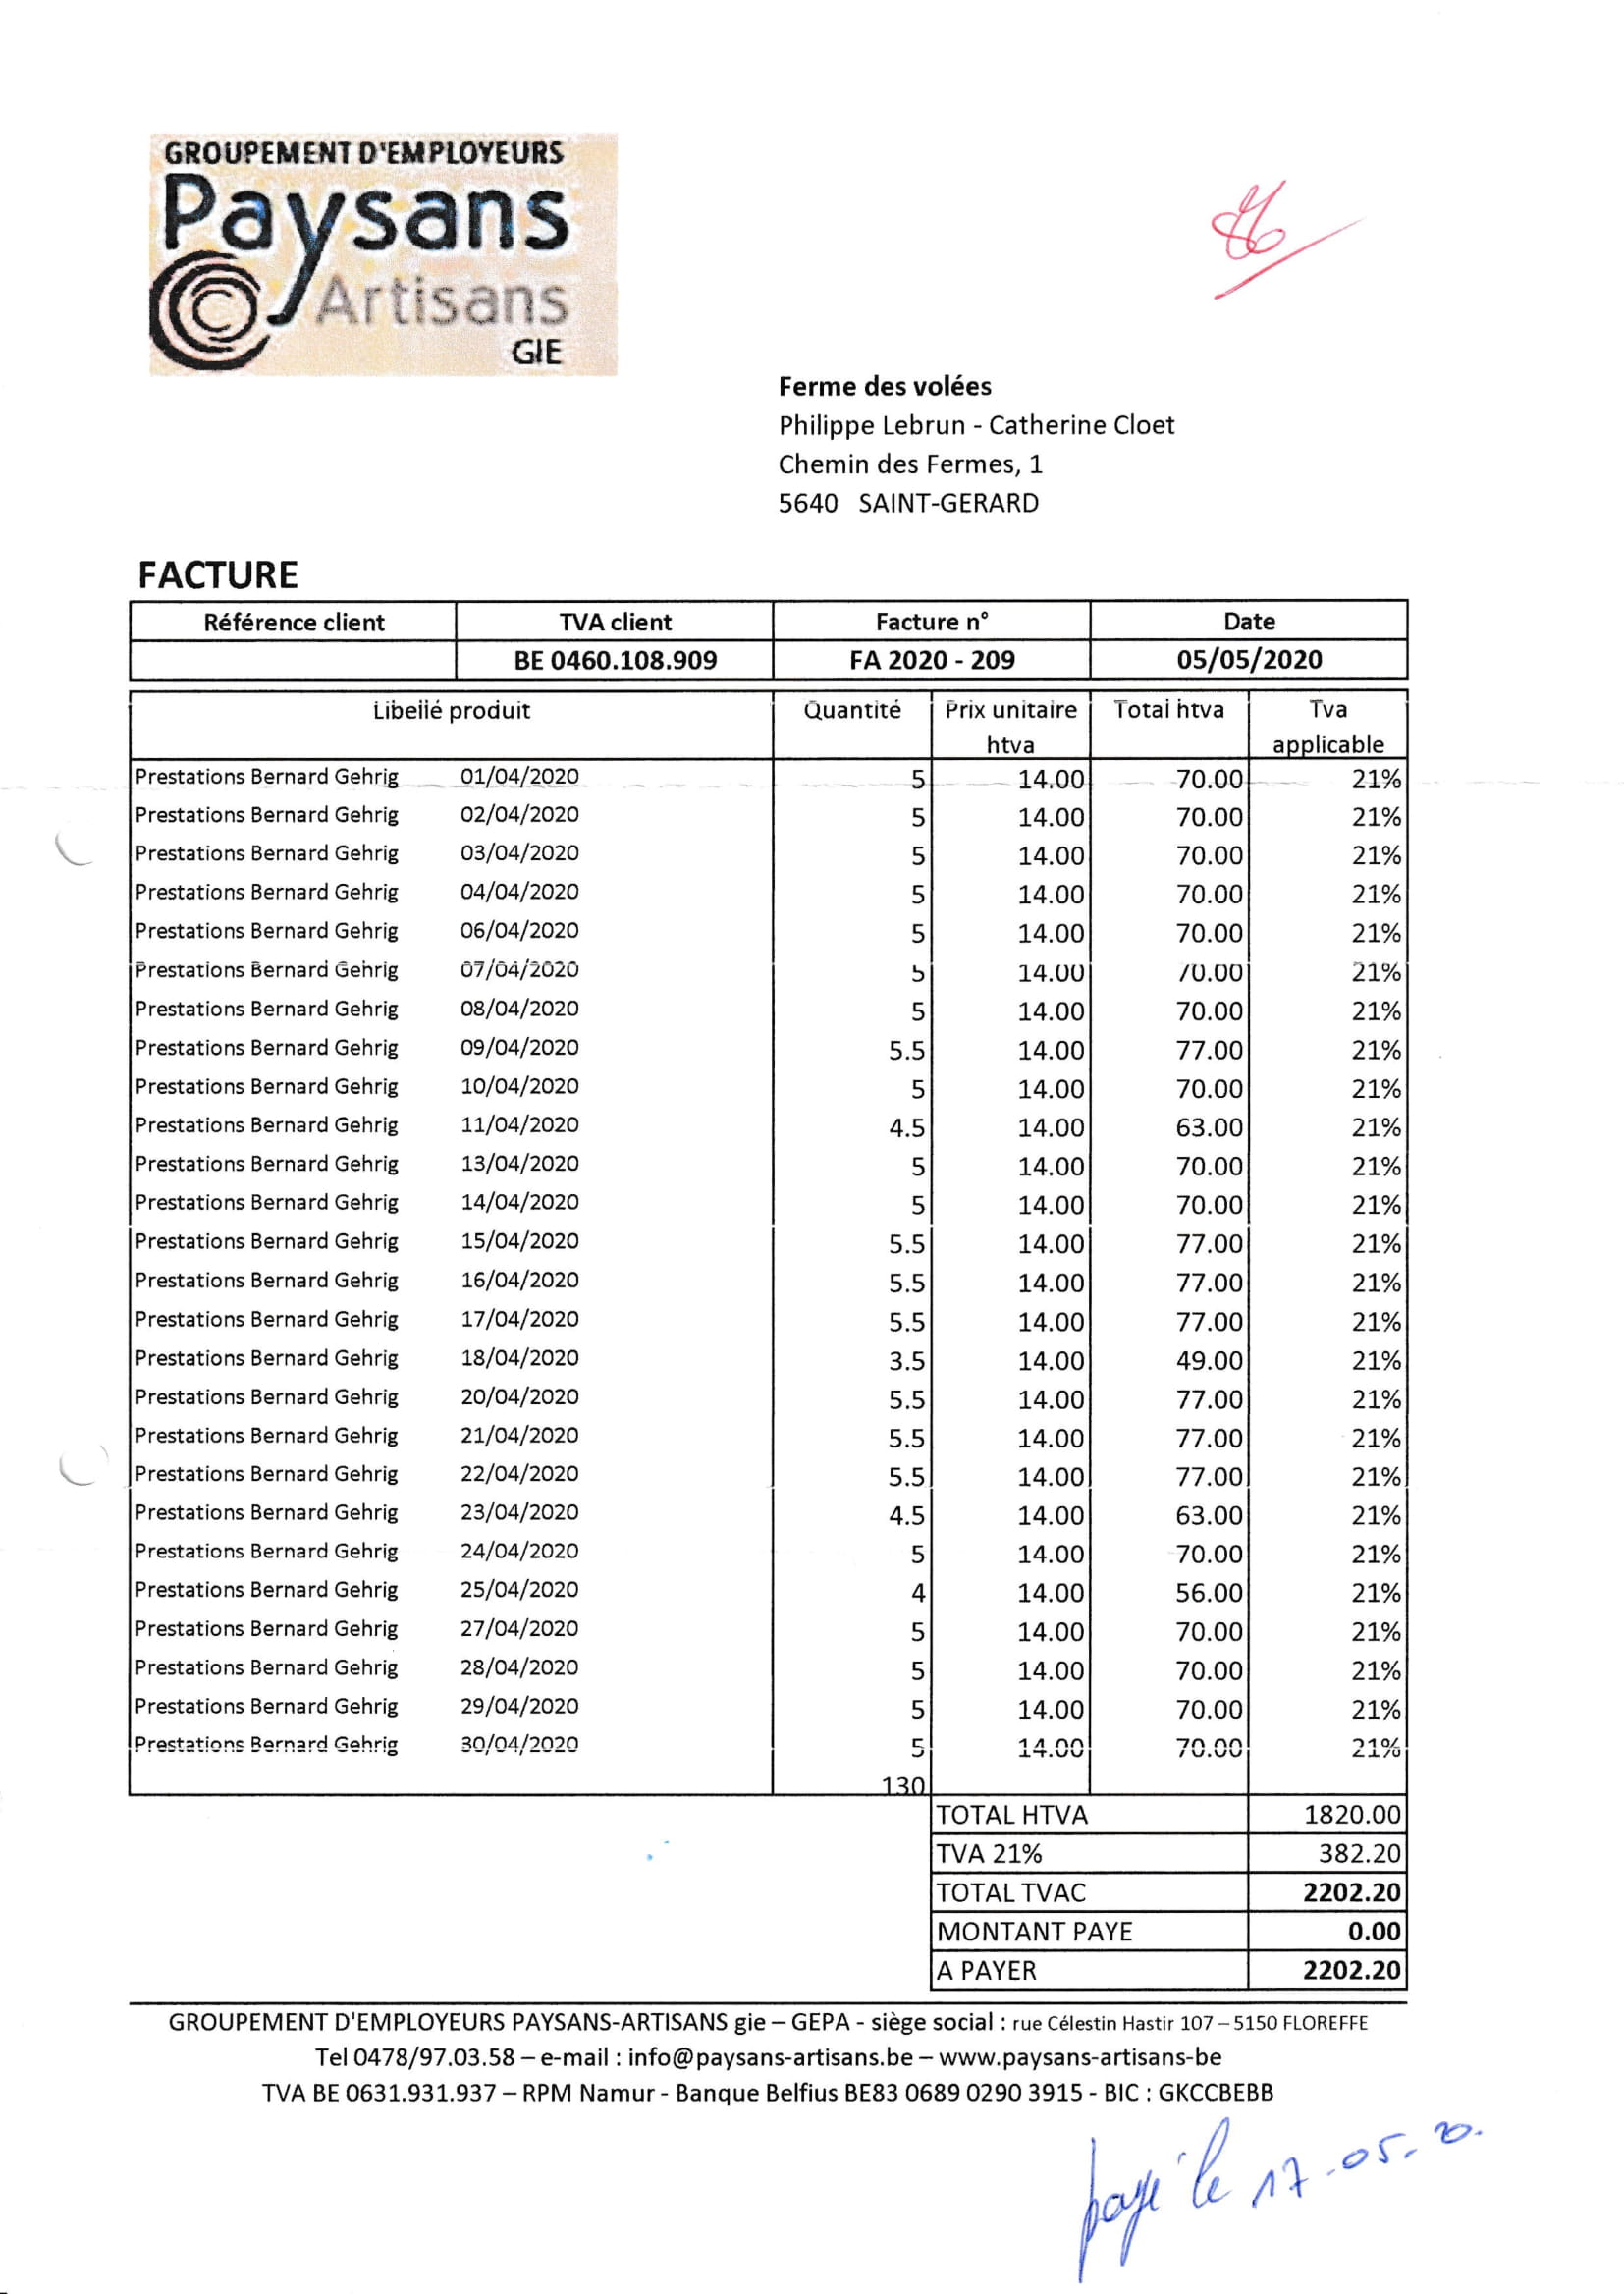 GROUPEMENT D'EMPLOYEURS
Paysans
Artisans
GIE
Ferme des volées
Philippe Lebrun - Catherine Cloet
Chemin des Fermes, 1
5640 SAINT-GERARD
FACTURE
Référence client TVA client Facture n° Date
BE 0460.108.909 FA 2020 - 209 05/05/2020
Libellé produit Quantité Prix unitaire htva Total htva Tva applicable
Prestations Bernard Gehrig 01/04/2020 5 14.00 70.00 21%
Prestations Bernard Gehrig 02/04/2020 5 14.00 70.00 21%
Prestations Bernard Gehrig 03/04/2020 5 14.00 70.00 21%
Prestations Bernard Gehrig 04/04/2020 5 14.00 70.00 21%
Prestations Bernard Gehrig 06/04/2020 5 14.00 70.00 21%
Prestations Bernard Gehrig 07/04/2020 5 14.00 70.00 21%
Prestations Bernard Gehrig 08/04/2020 5 14.00 70.00 21%
Prestations Bernard Gehrig 09/04/2020 5.5 14.00 77.00 21%
Prestations Bernard Gehrig 10/04/2020 5 14.00 70.00 21%
Prestations Bernard Gehrig 11/04/2020 4.5 14.00 63.00 21%
Prestations Bernard Gehrig 13/04/2020 5 14.00 70.00 21%
Prestations Bernard Gehrig 14/04/2020 5 14.00 70.00 21%
Prestations Bernard Gehrig 15/04/2020 5.5 14.00 77.00 21%
Prestations Bernard Gehrig 16/04/2020 5.5 14.00 77.00 21%
Prestations Bernard Gehrig 17/04/2020 5.5 14.00 77.00 21%
Prestations Bernard Gehrig 18/04/2020 3.5 14.00 49.00 21%
Prestations Bernard Gehrig 20/04/2020 5.5 14.00 77.00 21%
Prestations Bernard Gehrig 21/04/2020 5.5 14.00 77.00 21%
Prestations Bernard Gehrig 22/04/2020 5.5 14.00 77.00 21%
Prestations Bernard Gehrig 23/04/2020 4.5 14.00 63.00 21%
Prestations Bernard Gehrig 24/04/2020 5 14.00 70.00 21%
Prestations Bernard Gehrig 25/04/2020 4 14.00 56.00 21%
Prestations Bernard Gehrig 27/04/2020 5 14.00 70.00 21%
Prestations Bernard Gehrig 28/04/2020 5 14.00 70.00 21%
Prestations Bernard Gehrig 29/04/2020 5 14.00 70.00 21%
Prestations Bernard Gehrig 30/04/2020 5 14.00 70.00 21%
130
TOTAL HTVA 1820.00
TVA 21% 382.20
TOTAL TVAC 2202.20
MONTANT PAYE 0.00
A PAYER 2202.20
GROUPEMENT D'EMPLOYEURS PAYSANS-ARTISANS gie – GEPA - siège social : rue Célestin Hastir 107 – 5150 FLOREFFE
Tel 0478/97.03.58 – e-mail : info@paysans-artisans.be – www.paysans-artisans-be
TVA BE 0631.931.937 – RPM Namur - Banque Belfius BE83 0689 0290 3915 - BIC : GKCCBEBB
payé le 17-05-20.